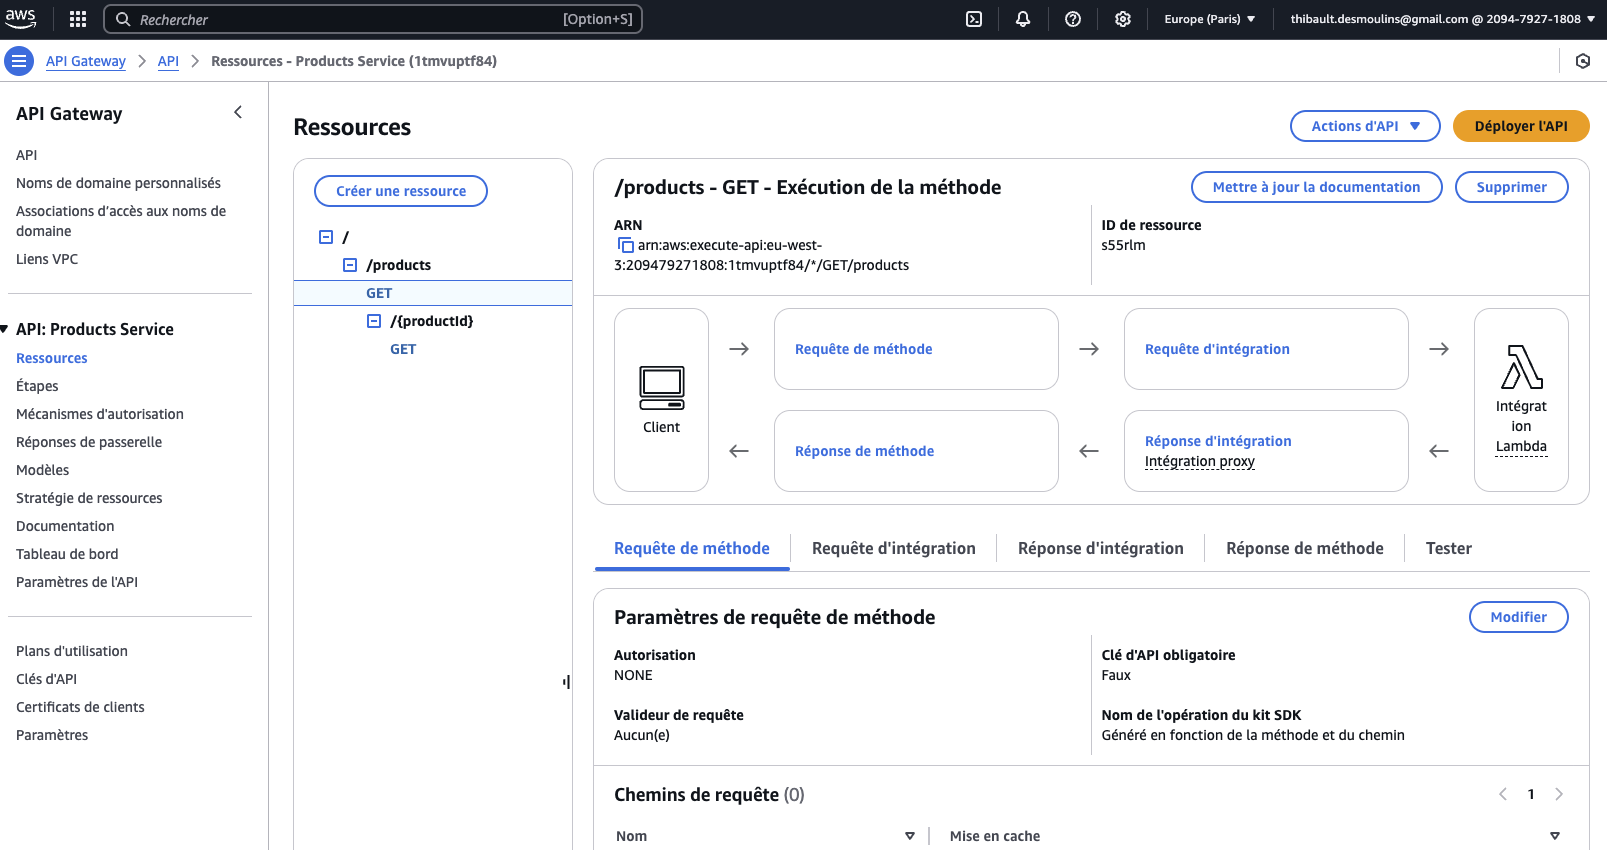 aws
Rechercher
[Option+S]
Europe (Paris)
thibault.desmoulins@gmail.com @ 2094-7927-1808
API Gateway
API
Ressources - Products Service (1tmvuptf84)
API Gateway
API
Noms de domaine personnalisés
Associations d'accès aux noms de
domaine
Liens VPC
API: Products Service
Ressources
Étapes
Mécanismes d'autorisation
Réponses de passerelle
Modèles
Stratégie de ressources
Documentation
Tableau de bord
Paramètres de l'API
Plans d'utilisation
Clés d'API
Certificats de clients
Paramètres
Ressources
Actions d'API
Déployer l'API
Créer une ressource
/
/products
GET
/{productId}
GET
/products - GET - Exécution de la méthode
Mettre à jour la documentation
Supprimer
ARN
arn:aws:execute-api:eu-west-
3:209479271808:1tmvuptf84/*/GET/products
ID de ressource
s55rlm
Client
Requête de méthode
Requête d'intégration
Réponse de méthode
Réponse d'intégration
Intégration proxy
Intégrat
ion
Lambda
Requête de méthode
Requête d'intégration
Réponse d'intégration
Réponse de méthode
Tester
Paramètres de requête de méthode
Modifier
Autorisation
NONE
Clé d'API obligatoire
Faux
Valideur de requête
Aucun(e)
Nom de l'opération du kit SDK
Généré en fonction de la méthode et du chemin
Chemins de requête (0)
1
Nom
Mise en cache